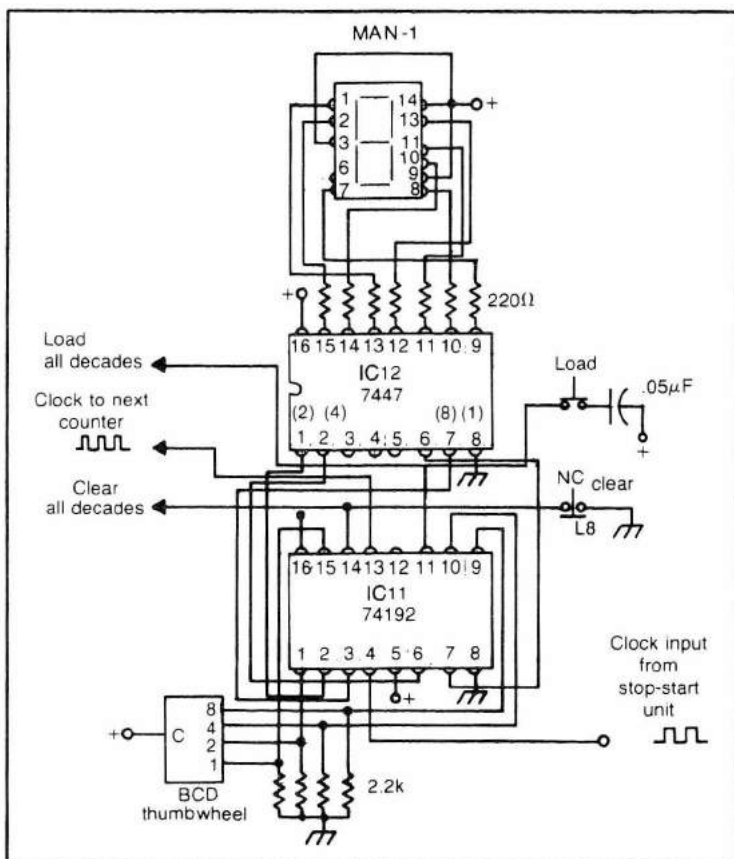 MAN-1
1 14 +
2 13
3 11
10
6 9
7 8
+ 220Ω
16 15 14 13 12 11 10 9
Load
all decades
IC12
7447
Load .05μF
Clock to next
counter
(2) (4) (8) (1)
1 2 3 4 5 6 7 8
+
Clear
all decades
NC clear
L8
16 15 14 13 12 11 10 9
IC11
74192
1 2 3 4 5 6 7 8
+
Clock input
from
stop-start
unit
+ C 8
4
2
1
BCD
thumbwheel
2.2k